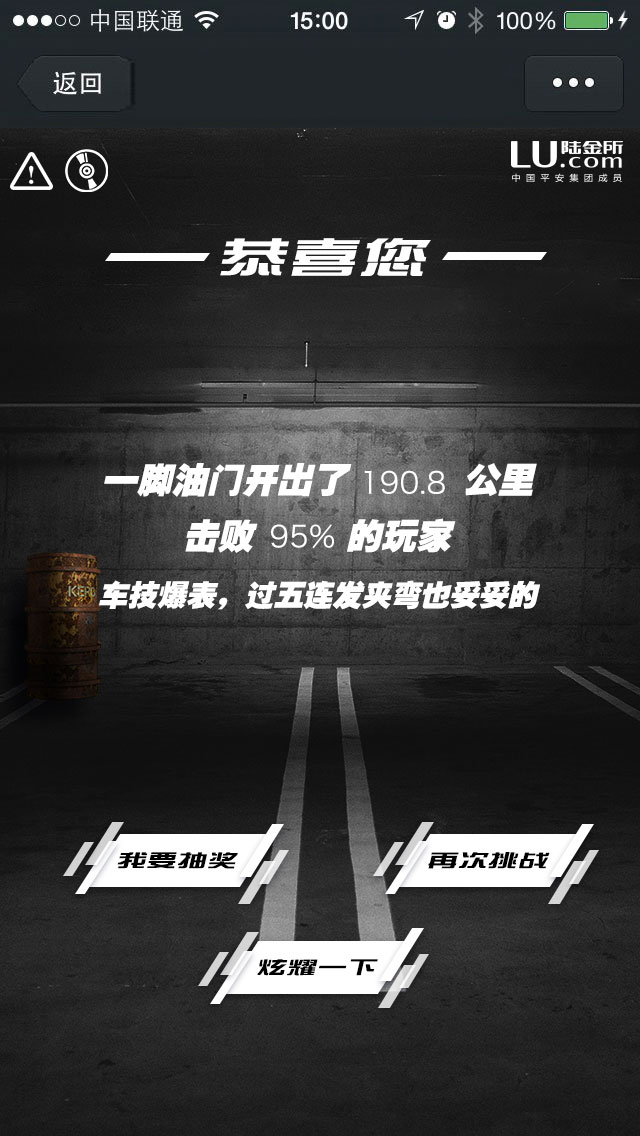 中国联通 15:00 100%
返回
LU 陆金所
.com
中国平安集团成员
恭喜您
一脚油门开出了 190.8 公里
击败 95% 的玩家
车技爆表，过五连发夹弯也妥妥的
我要抽奖 再次挑战
炫耀一下